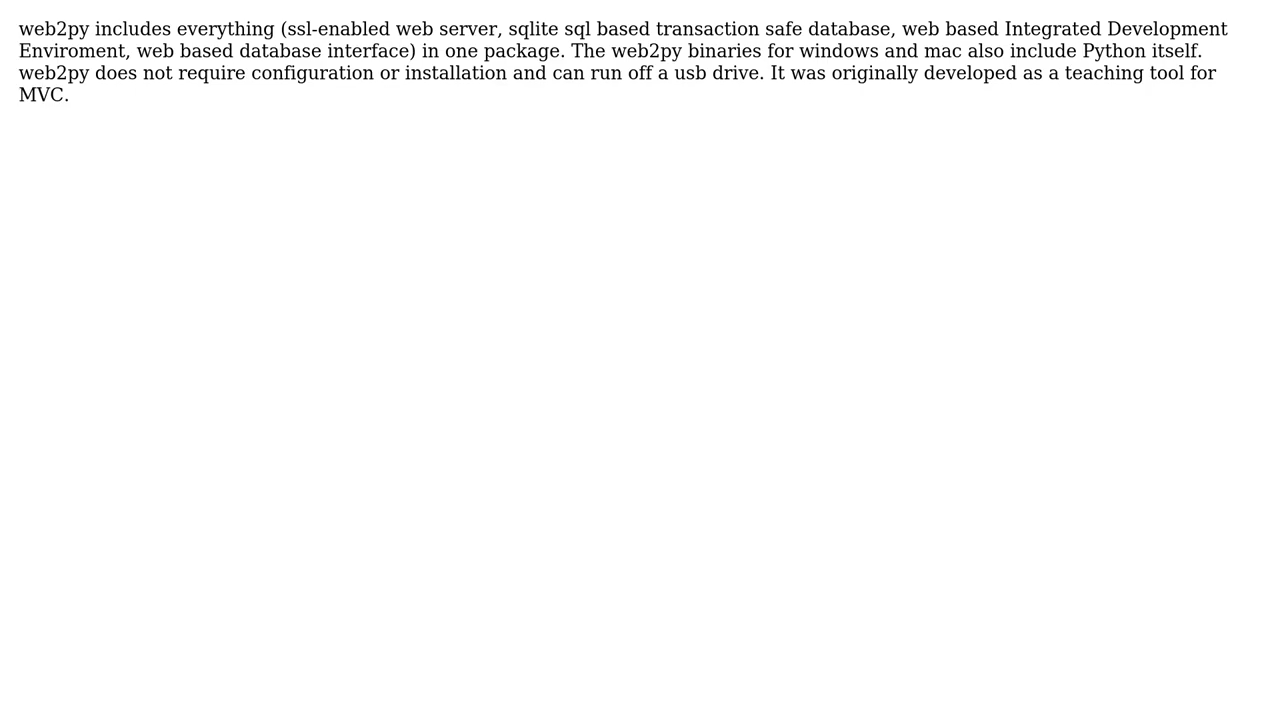 web2py includes everything (ssl-enabled web server, sqlite sql based transaction safe database, web based Integrated Development
Enviroment, web based database interface) in one package. The web2py binaries for windows and mac also include Python itself.
web2py does not require configuration or installation and can run off a usb drive. It was originally developed as a teaching tool for
MVC.